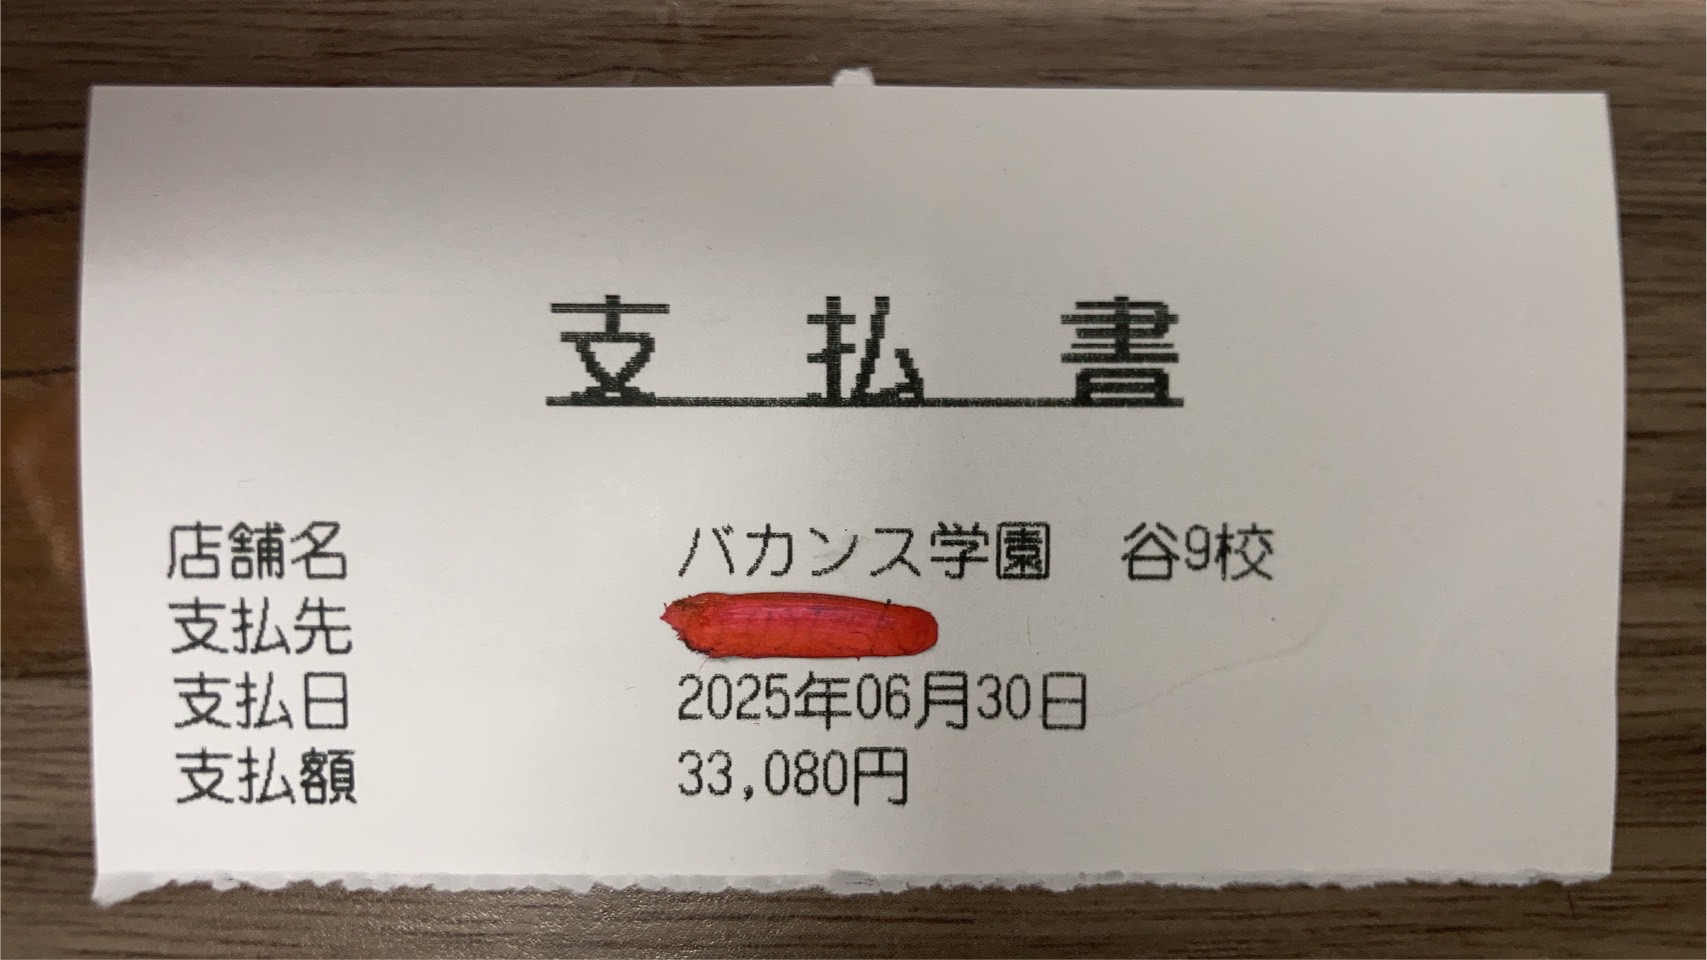 支払書
店舗名 バカンス学園 谷9校
支払先
支払日 2025年06月30日
支払額 33,080円